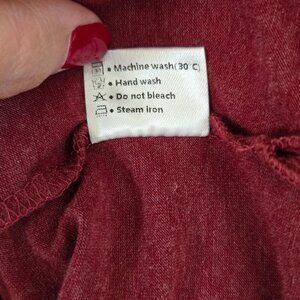 • Machine wash(30 C)
• Hand wash
• Do not bleach
• Steam iron